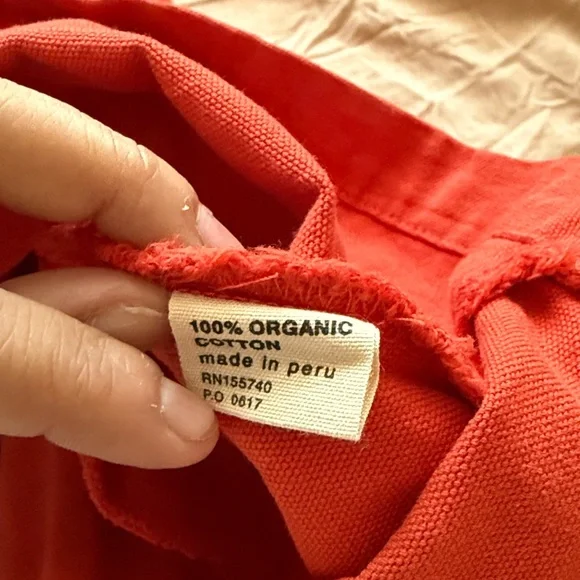 100% ORGANIC
COTTON
made in peru
RN155740
P.O 0617